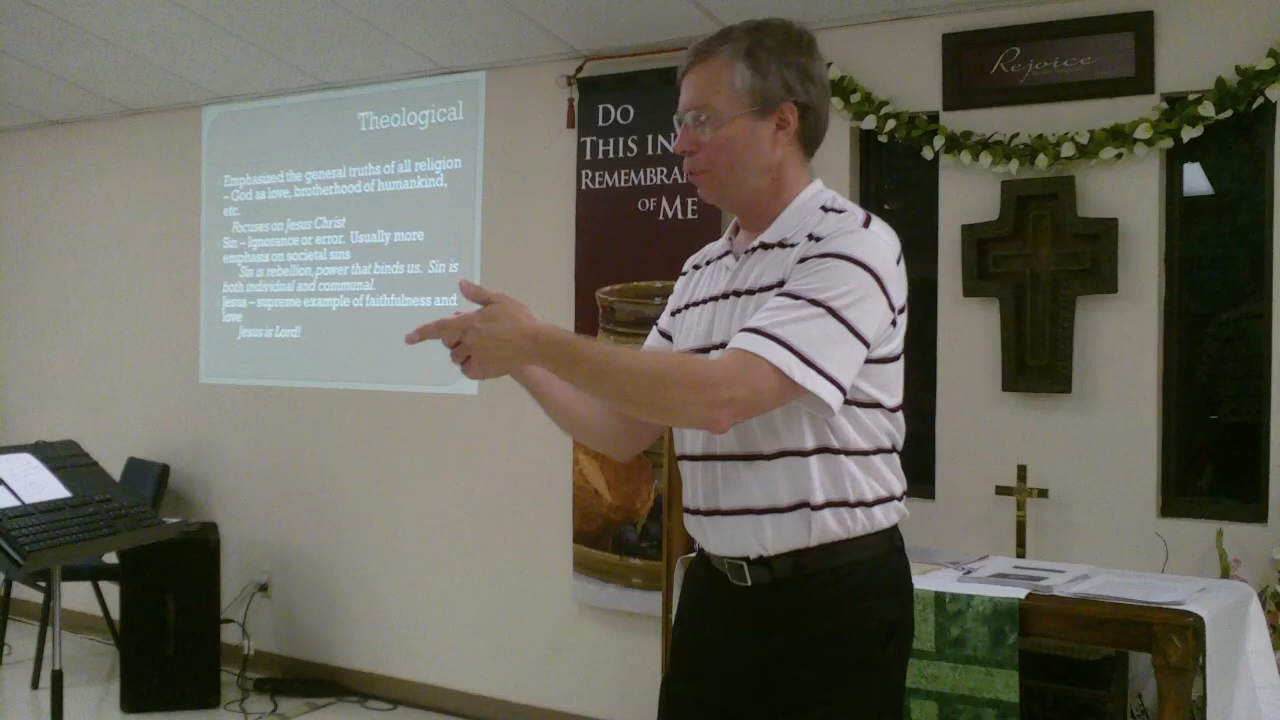 Theological
Emphasized the general truths of all religion
– God as love, brotherhood of humankind,
etc.
Focuses on Jesus Christ
Sin – Ignorance or error. Usually more
emphasis on societal sins
Sin is rebellion, power that binds us. Sin is
both individual and communal.
Jesus – supreme example of faithfulness and
love
Jesus is Lord!
DO
THIS IN
REMEMBRA
OF ME
Rejoice